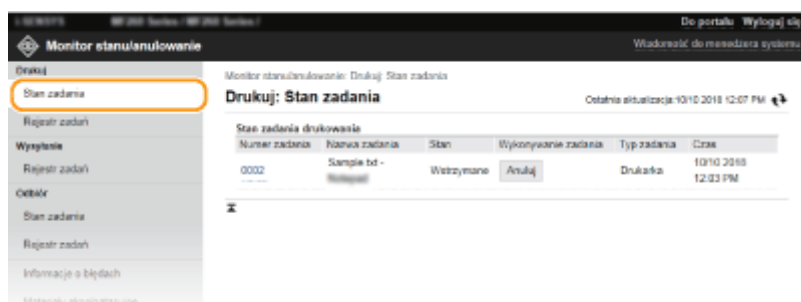 Do portalu Wyloguj się
Monitor stanu/anulowanie
Wiadomość do menedżera systemu
Drukuj
Stan zadania
Rejestr zadań
Wysyłanie
Rejestr zadań
Odbiór
Stan zadania
Rejestr zadań
Informacje o błędach
Monitor stanu/anulowanie: Drukuj: Stan zadania
Drukuj: Stan zadania
Ostatnia aktualizacja:10/10 2018 12:07 PM
Stan zadania drukowania
Numer zadania Nazwa zadania Stan Wykonywanie zadania Typ zadania Czas
0002 Sample.txt - Wstrzymane Anuluj Drukarka 10/10 2018
12:03 PM